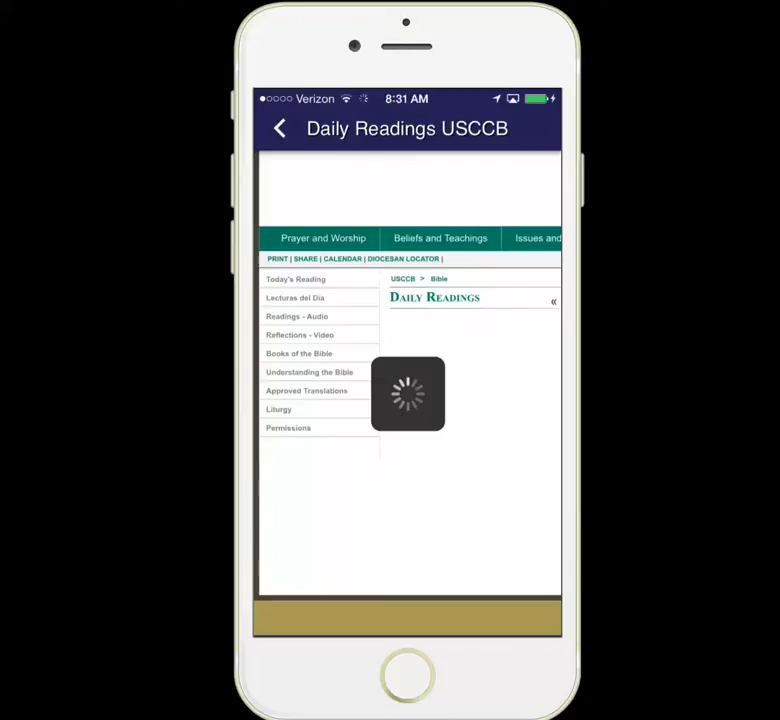 Verizon 8:31 AM
Daily Readings USCCB
Prayer and Worship Beliefs and Teachings Issues and
PRINT | SHARE | CALENDAR | DIOCESAN LOCATOR |
Today's Reading
Lecturas del Día
Readings - Audio
Reflections - Video
Books of the Bible
Understanding the Bible
Approved Translations
Liturgy
Permissions
USCCB > Bible
DAILY READINGS «